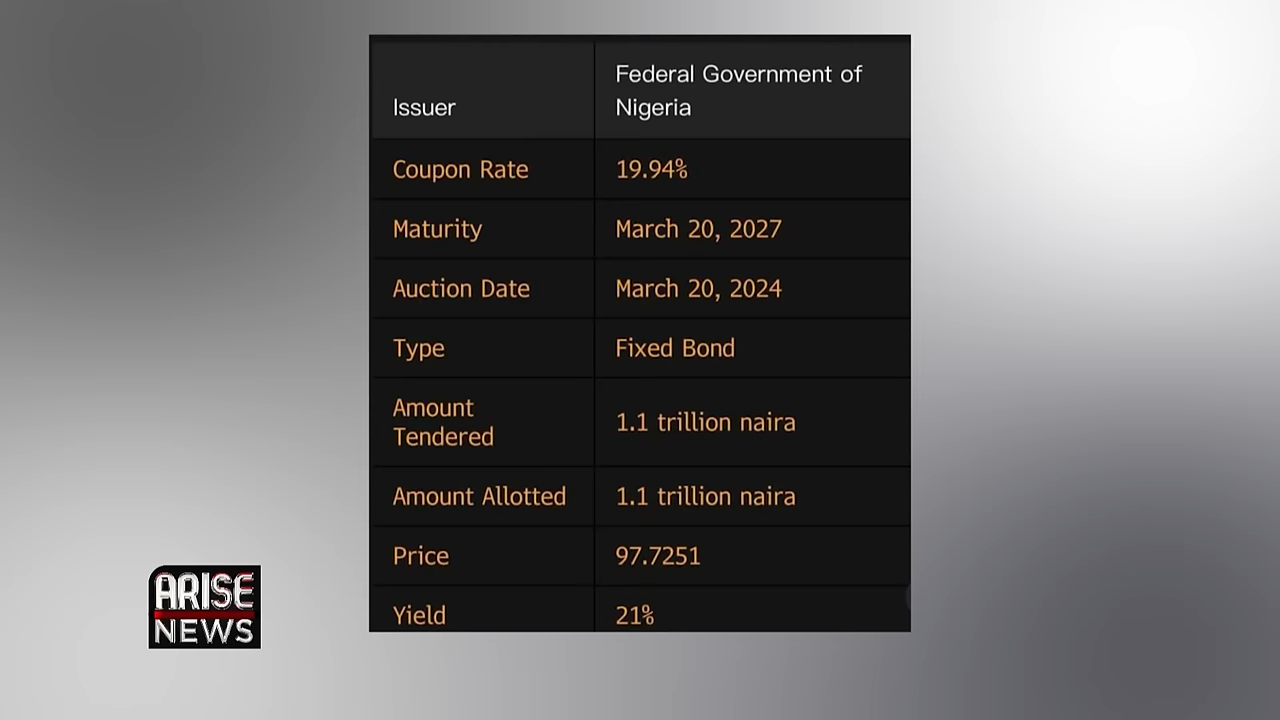 Issuer
Federal Government of
Nigeria
Coupon Rate
19.94%
Maturity
March 20, 2027
Auction Date
March 20, 2024
Type
Fixed Bond
Amount
Tendered
1.1 trillion naira
Amount Allotted
1.1 trillion naira
Price
97.7251
Yield
21%
ARISE
NEWS